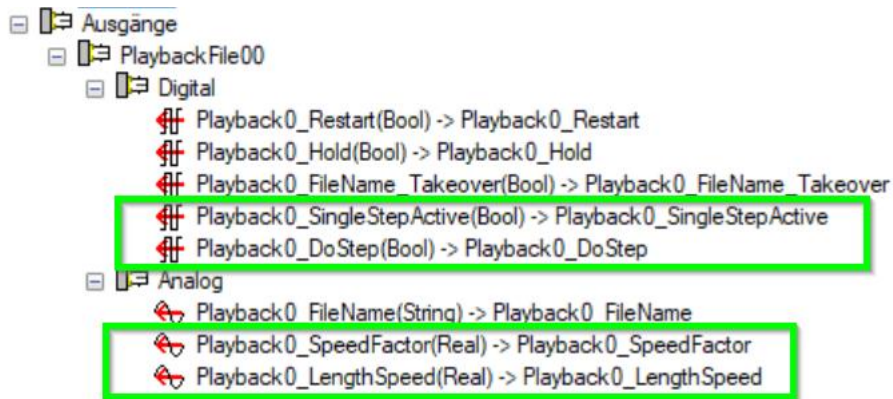 Ausgänge
PlaybackFile00
Digital
Playback0_Restart(Bool) -> Playback0_Restart
Playback0_Hold(Bool) -> Playback0_Hold
Playback0_FileName_Takeover(Bool) -> Playback0_FileName_Takeover
Playback0_SingleStepActive(Bool) -> Playback0_SingleStepActive
Playback0_DoStep(Bool) -> Playback0_DoStep
Analog
Playback0_FileName(String) -> Playback0_FileName
Playback0_SpeedFactor(Real) -> Playback0_SpeedFactor
Playback0_LengthSpeed(Real) -> Playback0_LengthSpeed